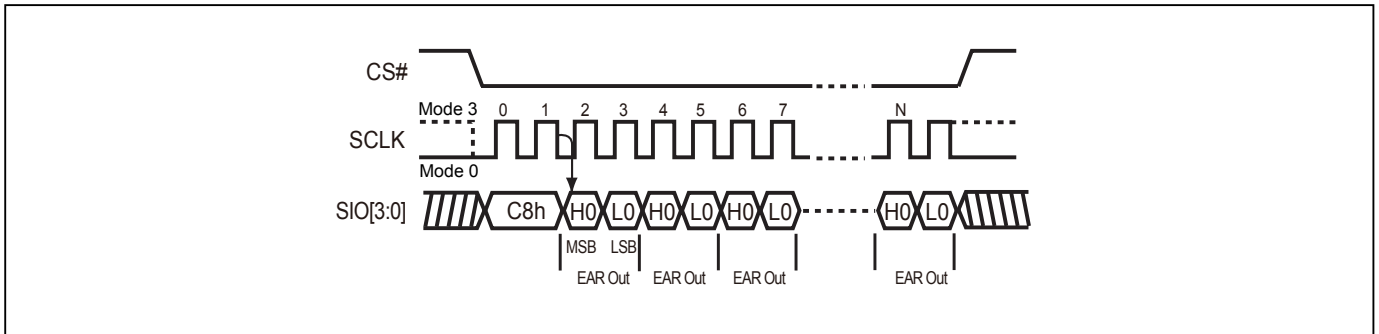 CS#
Mode 3 0 1 2 3 4 5 6 7 N
SCLK
Mode 0
SIO[3:0] C8h H0 L0 H0 L0 H0 L0 H0 L0
MSB LSB
EAR Out EAR Out EAR Out EAR Out